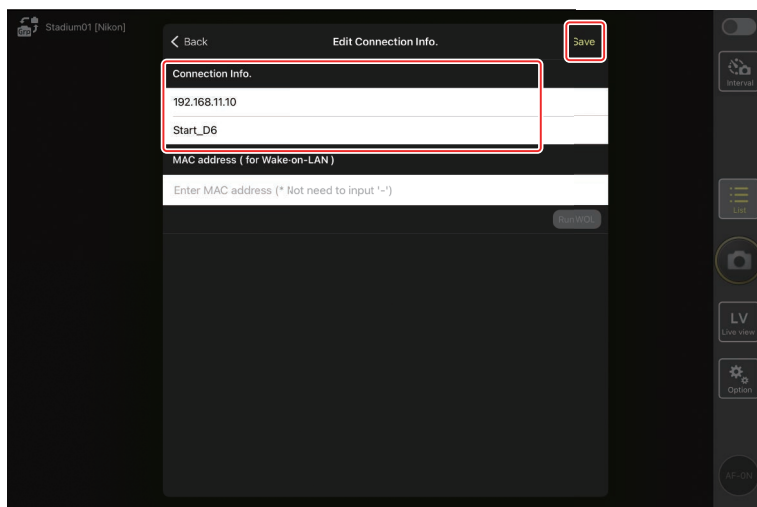 Stadium01 [Nikon]
Grp
Back
Edit Connection Info.
Save
Connection Info.
192.168.11.10
Start_D6
MAC address ( for Wake-on-LAN )
Enter MAC address (* Not need to input '-')
Run WOL
Interval
List
LV
Live view
Option
AF-ON